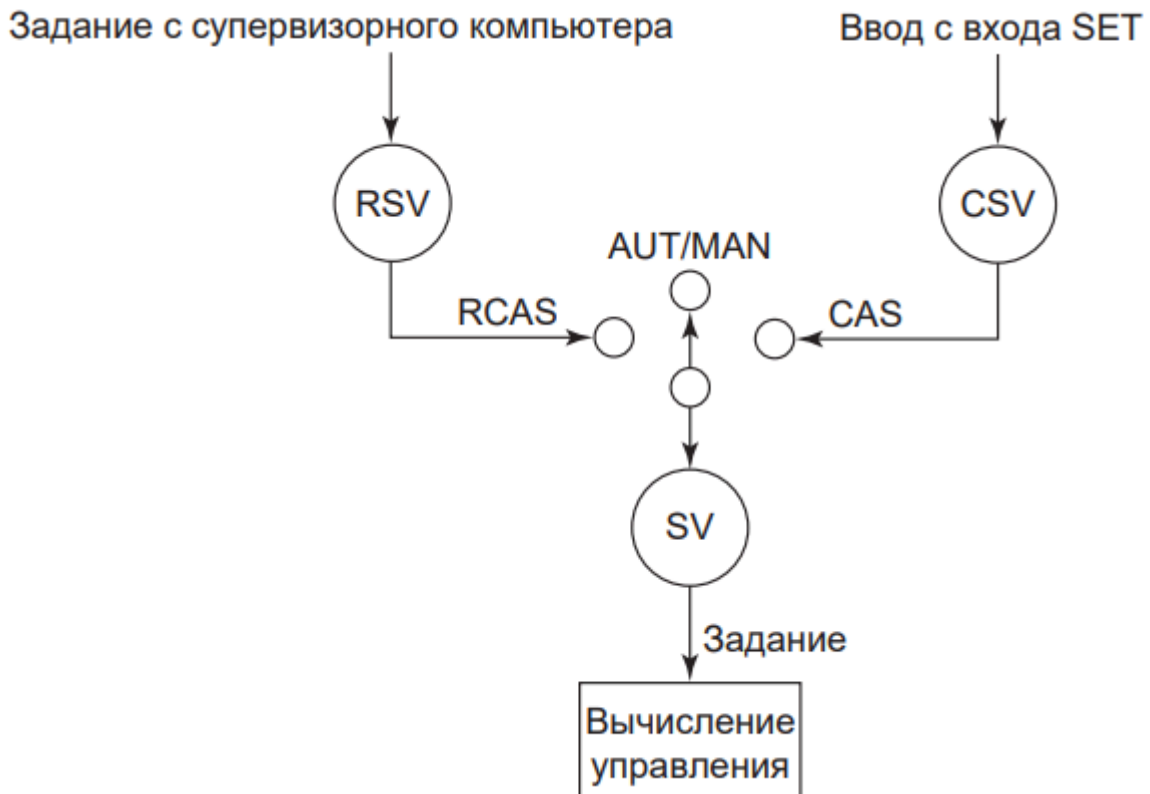 Задание с супервизорного компьютера
Ввод с входа SET
RSV
CSV
AUT/MAN
RCAS
CAS
SV
Задание
Вычисление
управления